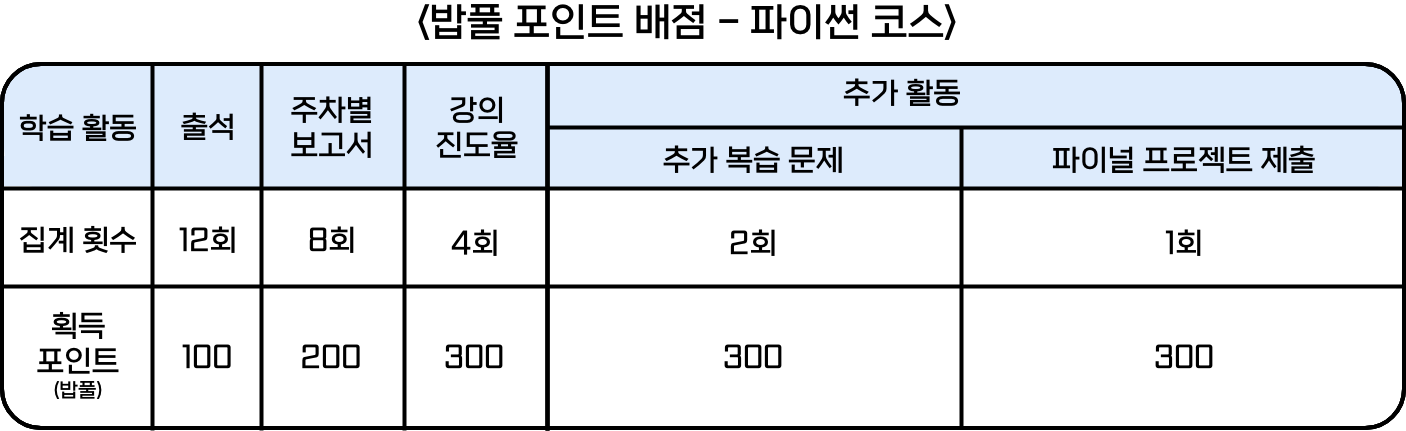 <밥풀 포인트 배점 – 파이썬 코스>
학습 활동
출석
주차별
보고서
강의
진도율
추가 활동
추가 복습 문제
파이널 프로젝트 제출
집계 횟수
12회
8회
4회
2회
1회
획득
포인트
(밥풀)
100
200
300
300
300